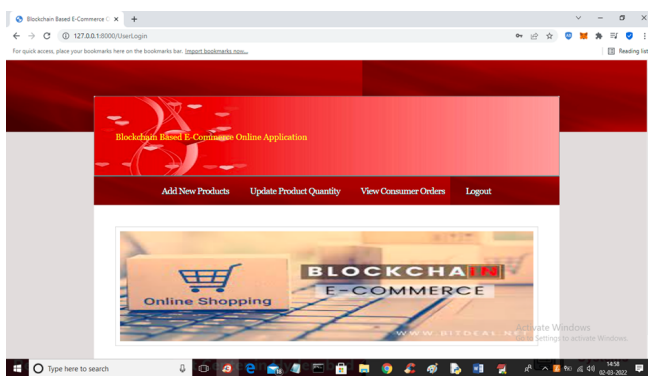 Blockchain Based E-Commerce C
127.0.0.1:8000/UserLogin
For quick access, place your bookmarks here on the bookmarks bar. Import bookmarks now...
Reading list
Blockchain Based E-Commerce Online Application
Add New Products Update Product Quantity View Consumer Orders Logout
BLOCKCHAIN
E-COMMERCE
Online Shopping
WWW.BITDEAL.NET
Activate Windows
Go to Settings to activate Windows.
Type here to search
14:58
02-03-2022